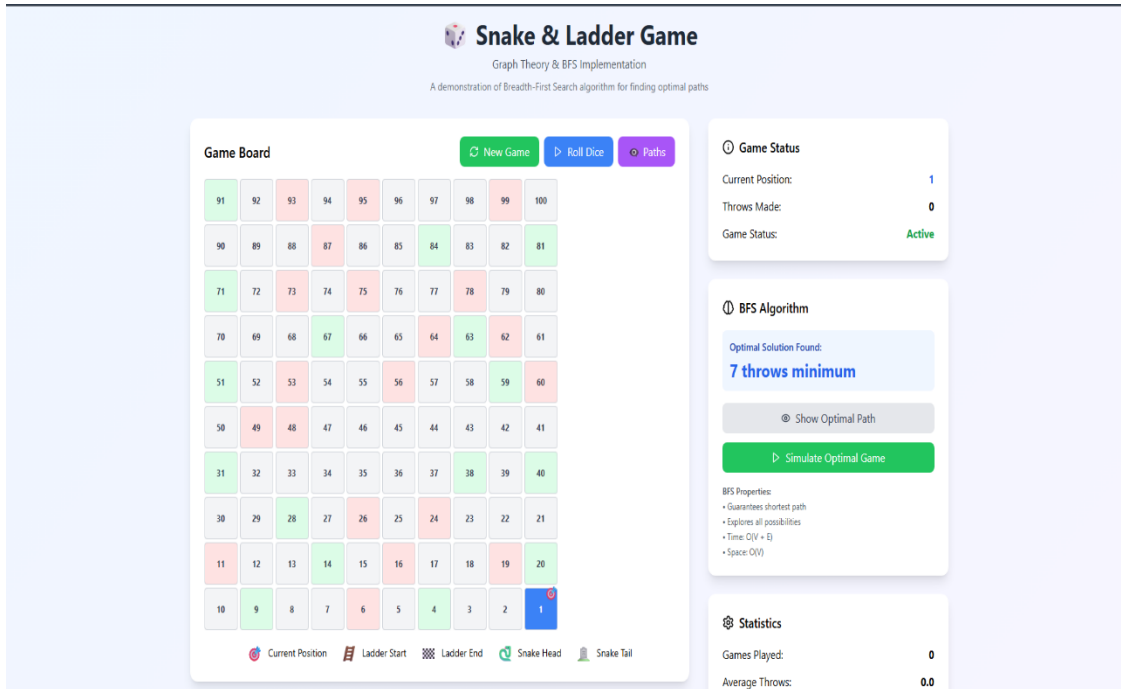 Snake & Ladder Game
Graph Theory & BFS Implementation
A demonstration of Breadth-First Search algorithm for finding optimal paths
Game Board
New Game
Roll Dice
Paths
91 92 93 94 95 96 97 98 99 100
90 89 88 87 86 85 84 83 82 81
71 72 73 74 75 76 77 78 79 80
70 69 68 67 66 65 64 63 62 61
51 52 53 54 55 56 57 58 59 60
50 49 48 47 46 45 44 43 42 41
31 32 33 34 35 36 37 38 39 40
30 29 28 27 26 25 24 23 22 21
11 12 13 14 15 16 17 18 19 20
10 9 8 7 6 5 4 3 2 1
Current Position Ladder Start Ladder End Snake Head Snake Tail
Game Status
Current Position: 1
Throws Made: 0
Game Status: Active
BFS Algorithm
Optimal Solution Found:
7 throws minimum
Show Optimal Path
Simulate Optimal Game
BFS Properties:
• Guarantees shortest path
• Explores all possibilities
• Time: O(V + E)
• Space: O(V)
Statistics
Games Played: 0
Average Throws: 0.0